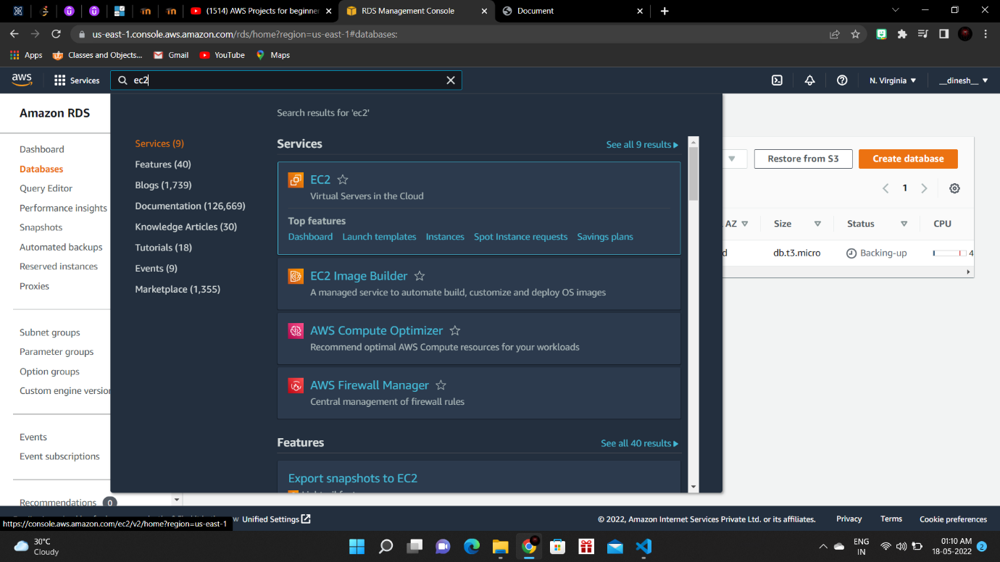 (1514) AWS Projects for beginner
RDS Management Console
Document
us-east-1.console.aws.amazon.com/rds/home?region=us-east-1#databases:
Apps
Classes and Objects...
Gmail
YouTube
Maps
aws
Services
ec2
N. Virginia
__dinesh__
Amazon RDS
Dashboard
Databases
Query Editor
Performance insights
Snapshots
Automated backups
Reserved instances
Proxies
Subnet groups
Parameter groups
Option groups
Custom engine version
Events
Event subscriptions
Recommendations 0
Search results for 'ec2'
Services (9)
Features (40)
Blogs (1,739)
Documentation (126,669)
Knowledge Articles (30)
Tutorials (18)
Events (9)
Marketplace (1,355)
Services
See all 9 results
EC2
Virtual Servers in the Cloud
Top features
Dashboard Launch templates Instances Spot Instance requests Savings plans
EC2 Image Builder
A managed service to automate build, customize and deploy OS images
AWS Compute Optimizer
Recommend optimal AWS Compute resources for your workloads
AWS Firewall Manager
Central management of firewall rules
Features
See all 40 results
Export snapshots to EC2
Restore from S3
Create database
1
AZ
Size
Status
CPU
d
db.t3.micro
Backing-up
4
https://console.aws.amazon.com/ec2/v2/home?region=us-east-1
w Unified Settings
© 2022, Amazon Internet Services Private Ltd. or its affiliates.
Privacy
Terms
Cookie preferences
30°C
Cloudy
ENG
IN
01:10 AM
18-05-2022
2